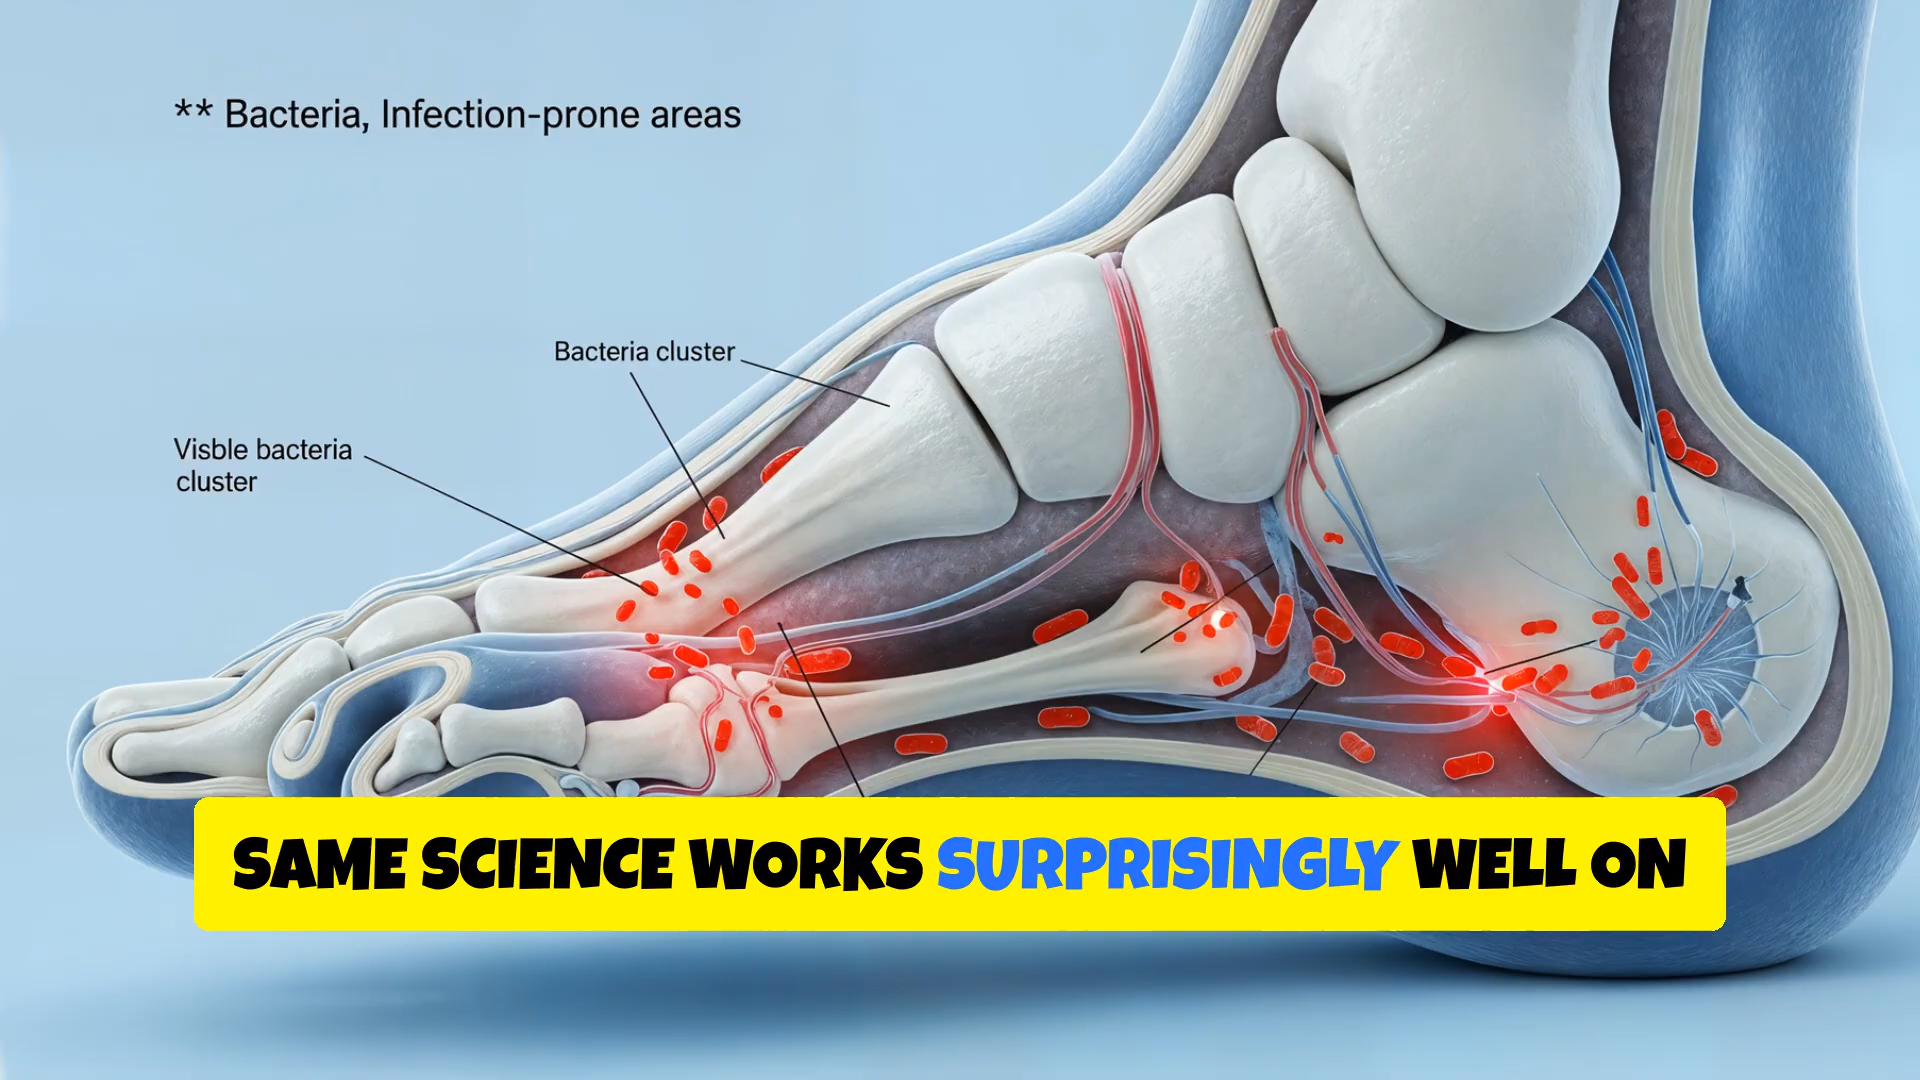 ** Bacteria, Infection-prone areas
Bacteria cluster
Visble bacteria
cluster
SAME SCIENCE WORKS SURPRISINGLY WELL ON